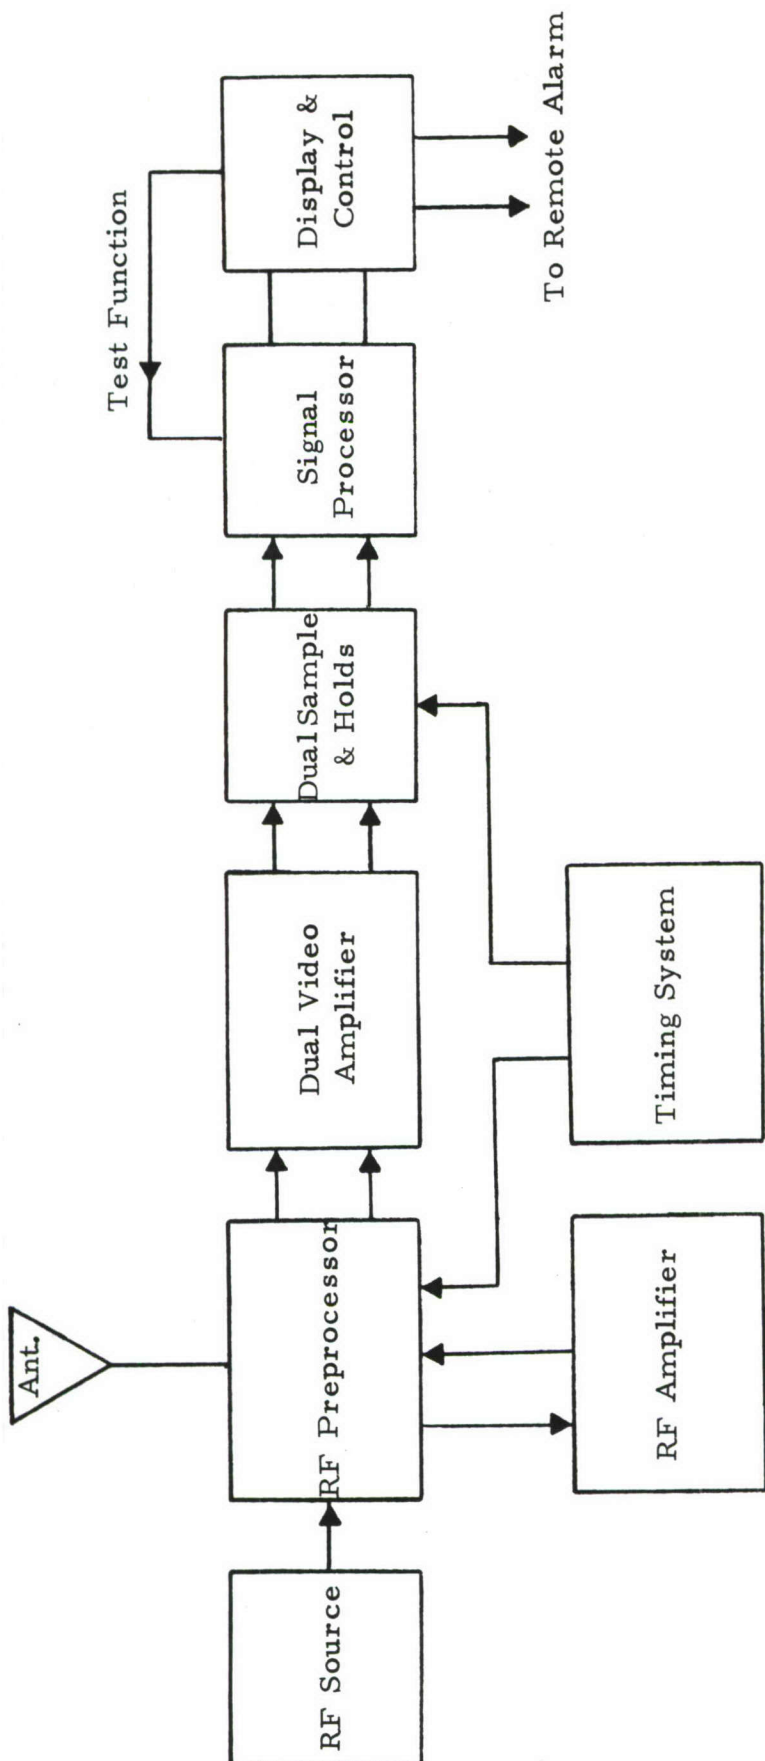 Ant.
Test Function
RF Source
RF Preprocessor
Dual Video
Amplifier
Dual Sample
& Holds
Signal
Processor
Display &
Control
RF Amplifier
Timing System
To Remote Alarm